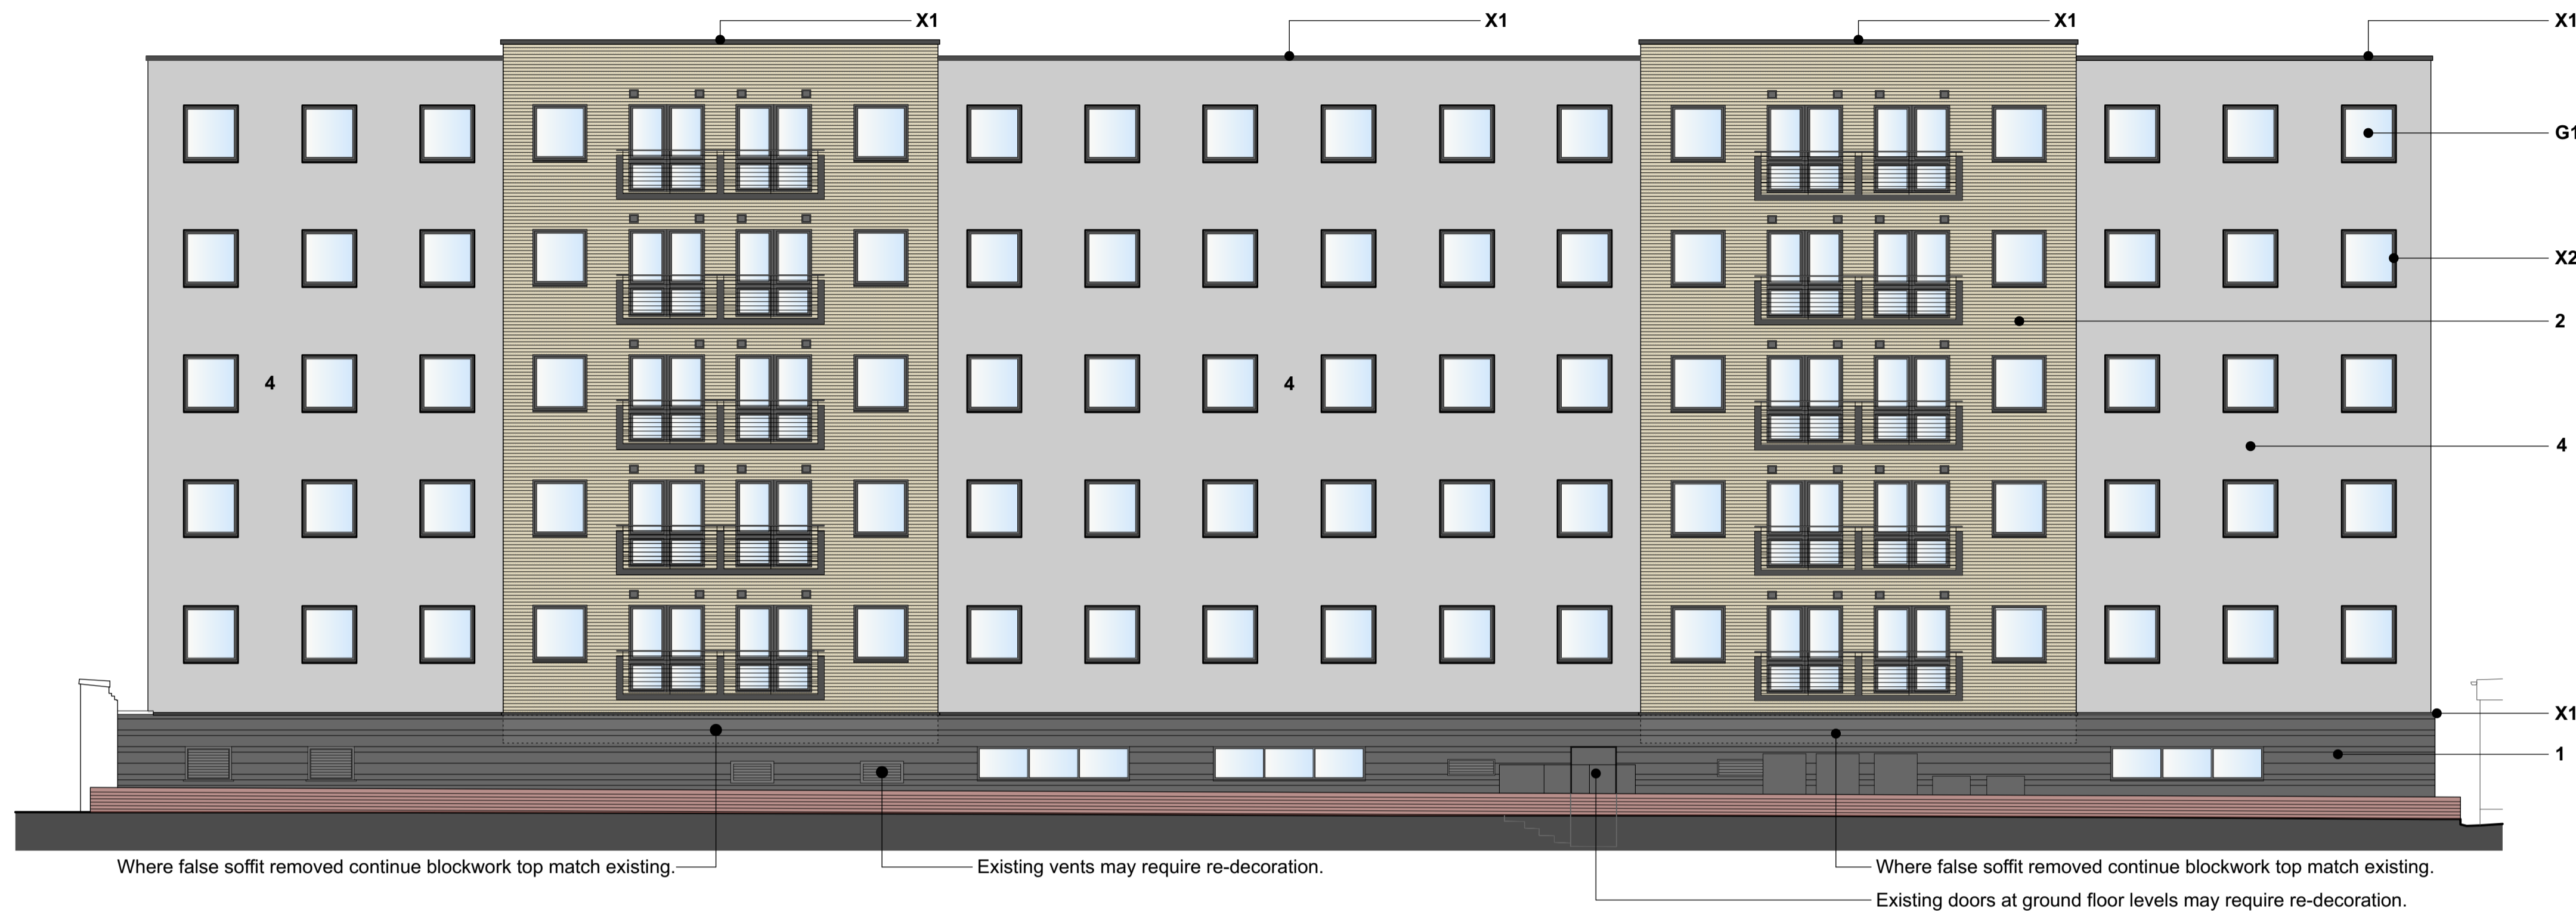 X1
X1
X1
X1
G1
X2
2
4
4
4
X1
1
Where false soffit removed continue blockwork top match existing.
Existing vents may require re-decoration.
Where false soffit removed continue blockwork top match existing.
Existing doors at ground floor levels may require re-decoration.